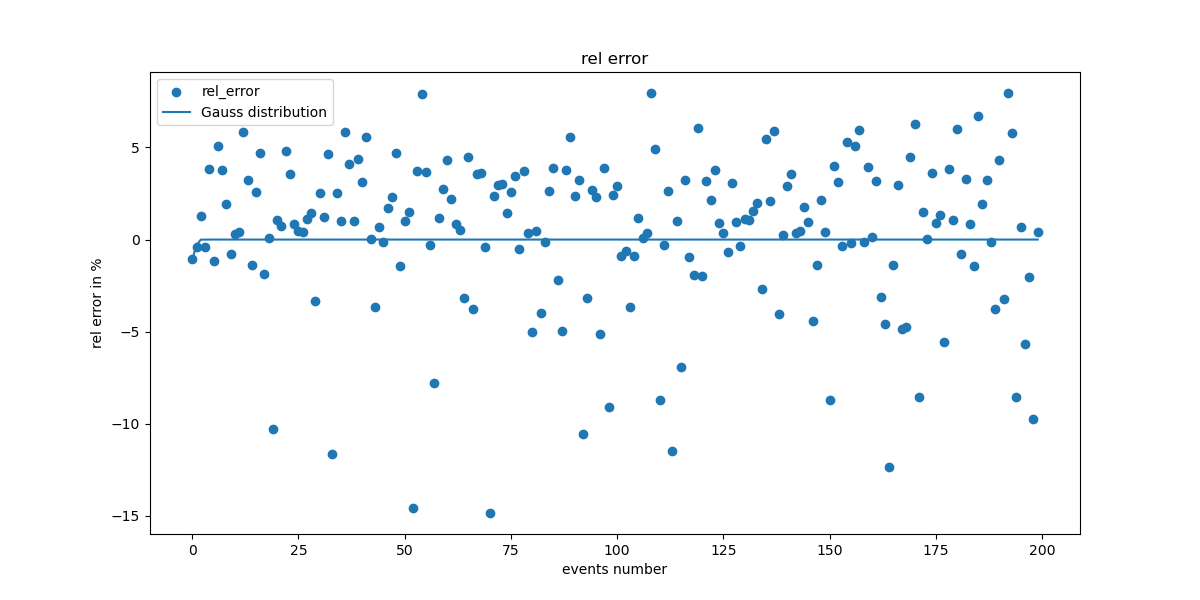 rel error
rel_error
Gauss distribution
rel error in %
5
0
−5
−10
−15
0 25 50 75 100 125 150 175 200
events number